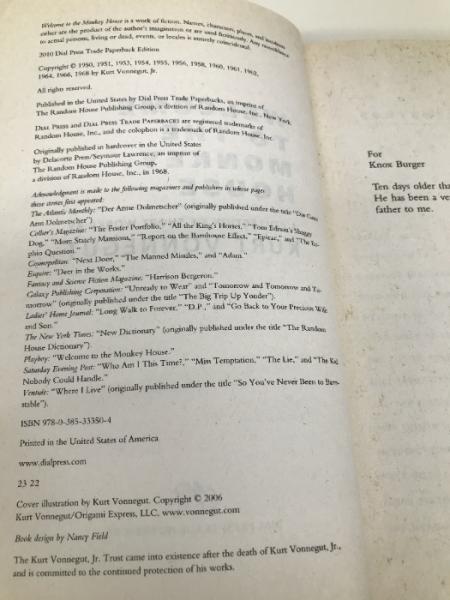 Welcome to the Monkey House is a work of fiction. Names, characters, places, and incidents
either are the product of the author's imagination or are used fictitiously. Any resemblance
to actual persons, living or dead, events, or locales is entirely coincidental.
2010 Dial Press Trade Paperback Edition
Copyright © 1950, 1951, 1953, 1954, 1955, 1956, 1958, 1960, 1961, 1962,
1964, 1966, 1968 by Kurt Vonnegut, Jr.
All rights reserved.
Published in the United States by Dial Press Trade Paperbacks, an imprint of
The Random House Publishing Group, a division of Random House, Inc., New York.
DIAL PRESS and DIAL PRESS TRADE PAPERBACKS are registered trademarks of
Random House, Inc., and the colophon is a trademark of Random House, Inc.
Originally published in hardcover in the United States
by Delacorte Press/Seymour Lawrence, an imprint of
The Random House Publishing Group,
a division of Random House, Inc., in 1968.
Acknowledgment is made to the following magazines and publishers in whose pages
these stories first appeared:
The Atlantic Monthly: "Der Arme Dolmetscher" (originally published under the title "Das Ganz
Arm Dolmetscher").
Collier's Magazine: "The Foster Portfolio," "All the King's Horses," "Tom Edison's Shaggy
Dog," "More Stately Mansions," "Report on the Barnhouse Effect," "Epicac," and "The Eu-
phio Question."
Cosmopolitan: "Next Door," "The Manned Missiles," and "Adam."
Esquire: "Deer in the Works."
Fantasy and Science Fiction Magazine: "Harrison Bergeron."
Galaxy Publishing Corporation: "Unready to Wear" and "Tomorrow and Tomorrow and To-
morrow" (originally published under the title "The Big Trip Up Yonder").
Ladies' Home Journal: "Long Walk to Forever," "D.P.," and "Go Back to Your Precious Wife
and Son."
The New York Times: "New Dictionary" (originally published under the title "The Random
House Dictionary").
Playboy: "Welcome to the Monkey House."
Saturday Evening Post: "Who Am I This Time?," "Miss Temptation," "The Lie," and "The Kid
Nobody Could Handle."
Venture: "Where I Live" (originally published under the title "So You've Never Been to Barn-
stable").
ISBN 978-0-385-33350-4
Printed in the United States of America
www.dialpress.com
23 22
Cover illustration by Kurt Vonnegut. Copyright © 2006
Kurt Vonnegut/Origami Express, LLC. www.vonnegut.com
Book design by Nancy Field
The Kurt Vonnegut, Jr. Trust came into existence after the death of Kurt Vonnegut, Jr.,
and is committed to the continued protection of his works.
For
Knox Burger
Ten days older tha
He has been a ve
father to me.